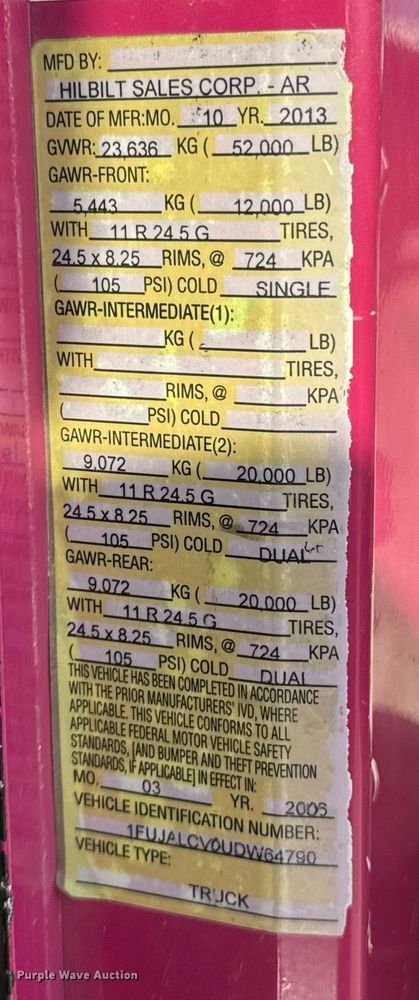 MFD BY:
HILBILT SALES CORP. - AR
DATE OF MFR:MO. 10 YR. 2013
GVWR: 23,636 KG ( 52,000 LB)
GAWR-FRONT:
5,443 KG ( 12,000 LB)
WITH 11 R 24.5 G TIRES,
24.5 x 8.25 RIMS, @ 724 KPA
( 105 PSI) COLD SINGLE
GAWR-INTERMEDIATE(1):
KG ( LB)
WITH TIRES,
RIMS, @ KPA
( PSI) COLD
GAWR-INTERMEDIATE(2):
9,072 KG ( 20,000 LB)
WITH 11 R 24.5 G TIRES,
24.5 x 8.25 RIMS, @ 724 KPA
( 105 PSI) COLD DUAL
GAWR-REAR:
9,072 KG ( 20,000 LB)
WITH 11 R 24.5 G TIRES,
24.5 x 8.25 RIMS, @ 724 KPA
( 105 PSI) COLD DUAL
THIS VEHICLE HAS BEEN COMPLETED IN ACCORDANCE
WITH THE PRIOR MANUFACTURERS' IVD, WHERE
APPLICABLE. THIS VEHICLE CONFORMS TO ALL
APPLICABLE FEDERAL MOTOR VEHICLE SAFETY
STANDARDS, [AND BUMPER AND THEFT PREVENTION
STANDARDS, IF APPLICABLE] IN EFFECT IN:
MO. 03 YR. 2006
VEHICLE IDENTIFICATION NUMBER:
1FUJALCV0UDW64790
VEHICLE TYPE:
TRUCK
Purple Wave Auction